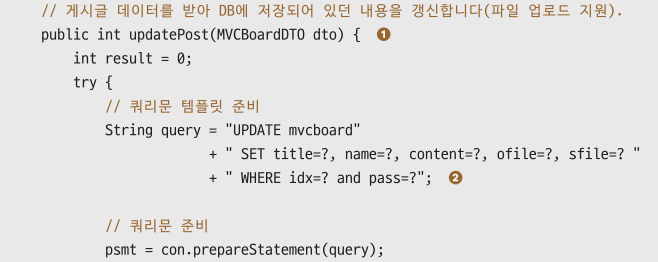 // 게시글 데이터를 받아 DB에 저장되어 있던 내용을 갱신합니다(파일 업로드 지원).
public int updatePost(MVCBoardDTO dto) { ❶
    int result = 0;
    try {
        // 쿼리문 템플릿 준비
        String query = "UPDATE mvcboard"
                     + " SET title=?, name=?, content=?, ofile=?, sfile=? "
                     + " WHERE idx=? and pass=?"; ❷
        // 쿼리문 준비
        psmt = con.prepareStatement(query);